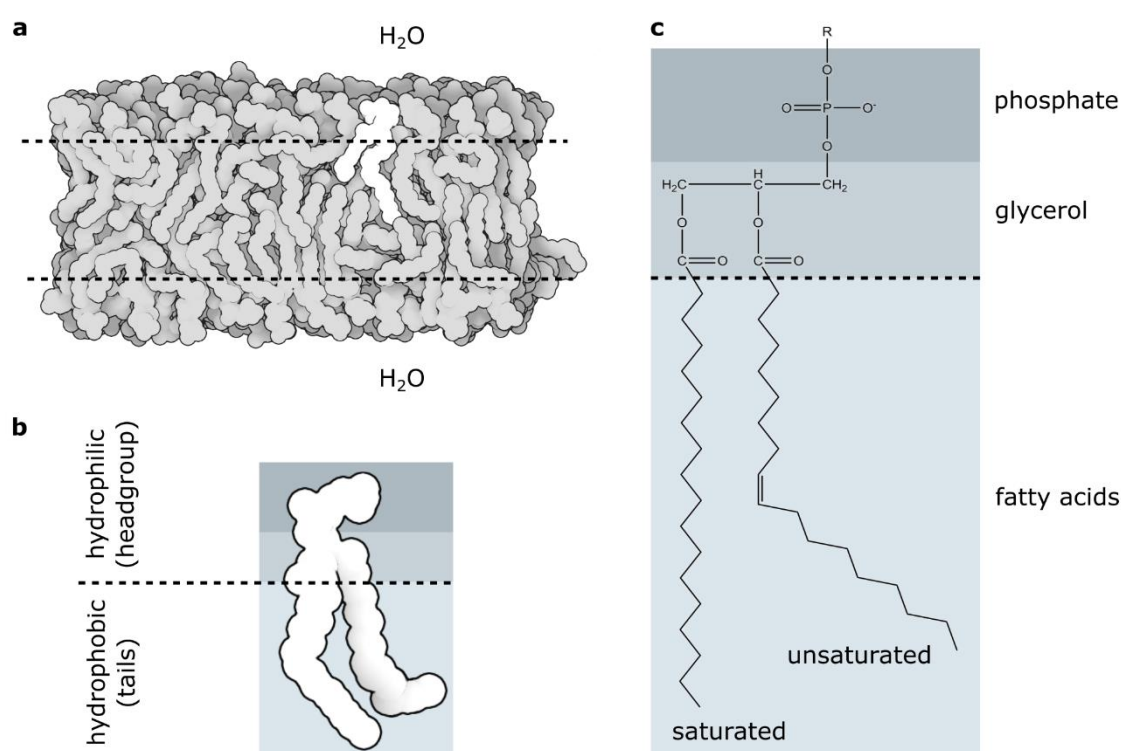 a
H₂O
H₂O
b
hydrophilic
(headgroup)
hydrophobic
(tails)
c
R
O
O P O⁻
O
H
H₂C C CH₂
O O
C O C O
phosphate
glycerol
fatty acids
unsaturated
saturated